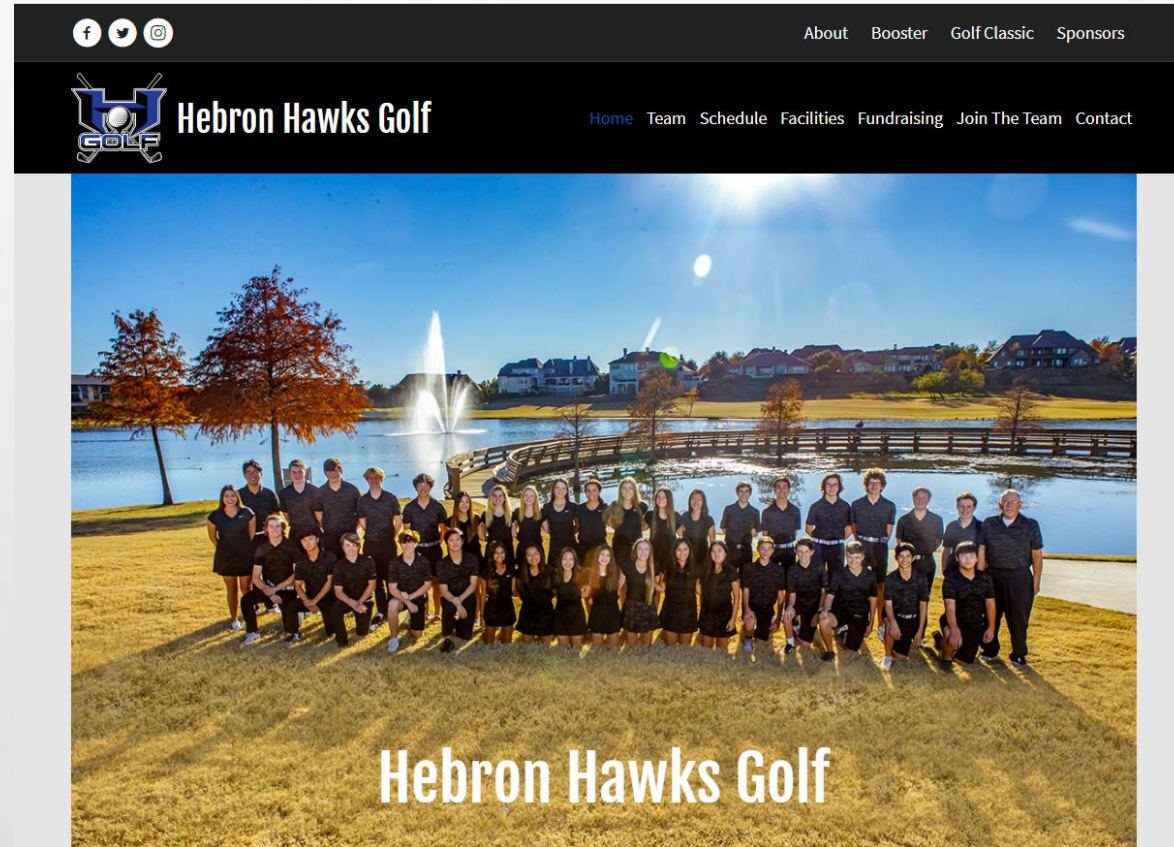 About Booster Golf Classic Sponsors
H
GOLF
Hebron Hawks Golf
Home Team Schedule Facilities Fundraising Join The Team Contact
Hebron Hawks Golf